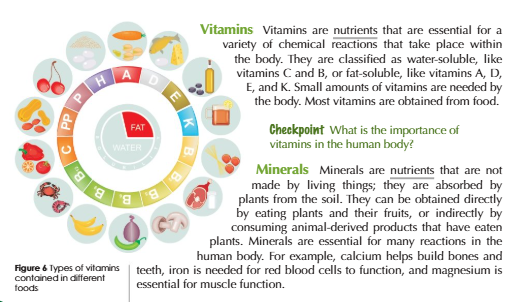 Vitamins Vitamins are nutrients that are essential for a
variety of chemical reactions that take place within
the body. They are classified as water-soluble, like
vitamins C and B, or fat-soluble, like vitamins A, D,
E, and K. Small amounts of vitamins are needed by
the body. Most vitamins are obtained from food.
Checkpoint What is the importance of
vitamins in the human body?
Minerals Minerals are nutrients that are not
made by living things; they are absorbed by
plants from the soil. They can be obtained directly
by eating plants and their fruits, or indirectly by
consuming animal-derived products that have eaten
plants. Minerals are essential for many reactions in the
human body. For example, calcium helps build bones and
teeth, iron is needed for red blood cells to function, and magnesium is
essential for muscle function.
H A D E K
FAT
WATER
B B B B B B
C PP P
Figure 6 Types of vitamins
contained in different
foods